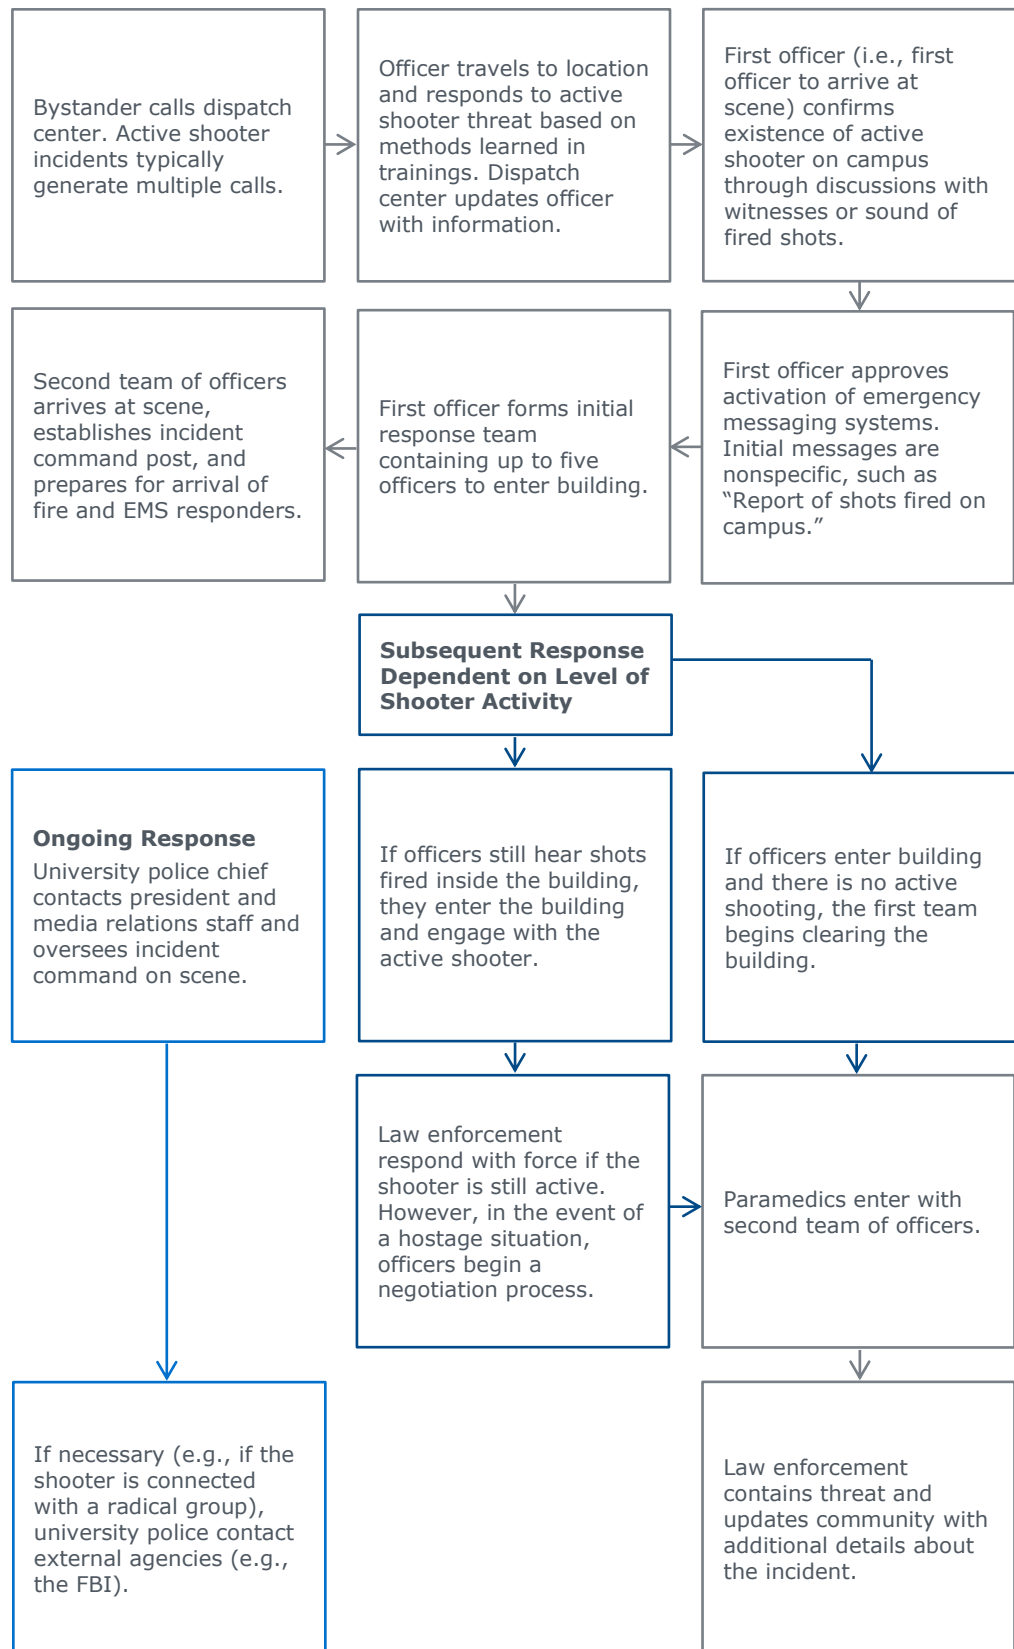 Bystander calls dispatch
center. Active shooter
incidents typically
generate multiple calls.
Officer travels to location
and responds to active
shooter threat based on
methods learned in
trainings. Dispatch
center updates officer
with information.
First officer (i.e., first
officer to arrive at
scene) confirms
existence of active
shooter on campus
through discussions with
witnesses or sound of
fired shots.
First officer approves
activation of emergency
messaging systems.
Initial messages are
nonspecific, such as
“Report of shots fired on
campus.”
First officer forms initial
response team
containing up to five
officers to enter building.
Second team of officers
arrives at scene,
establishes incident
command post, and
prepares for arrival of
fire and EMS responders.
Subsequent Response
Dependent on Level of
Shooter Activity
Ongoing Response
University police chief
contacts president and
media relations staff and
oversees incident
command on scene.
If officers still hear shots
fired inside the building,
they enter the building
and engage with the
active shooter.
If officers enter building
and there is no active
shooting, the first team
begins clearing the
building.
Law enforcement
respond with force if the
shooter is still active.
However, in the event of
a hostage situation,
officers begin a
negotiation process.
Paramedics enter with
second team of officers.
If necessary (e.g., if the
shooter is connected
with a radical group),
university police contact
external agencies (e.g.,
the FBI).
Law enforcement
contains threat and
updates community with
additional details about
the incident.